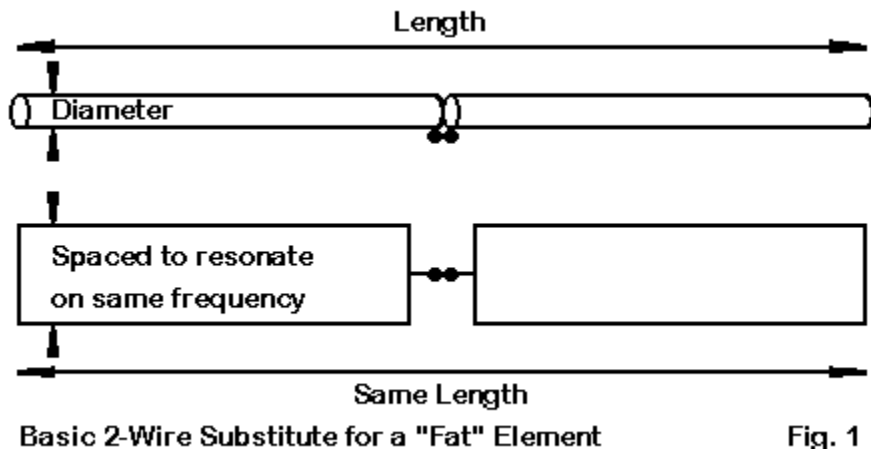 Length
Diameter
Spaced to resonate
on same frequency
Same Length
Basic 2-Wire Substitute for a "Fat" Element Fig. 1